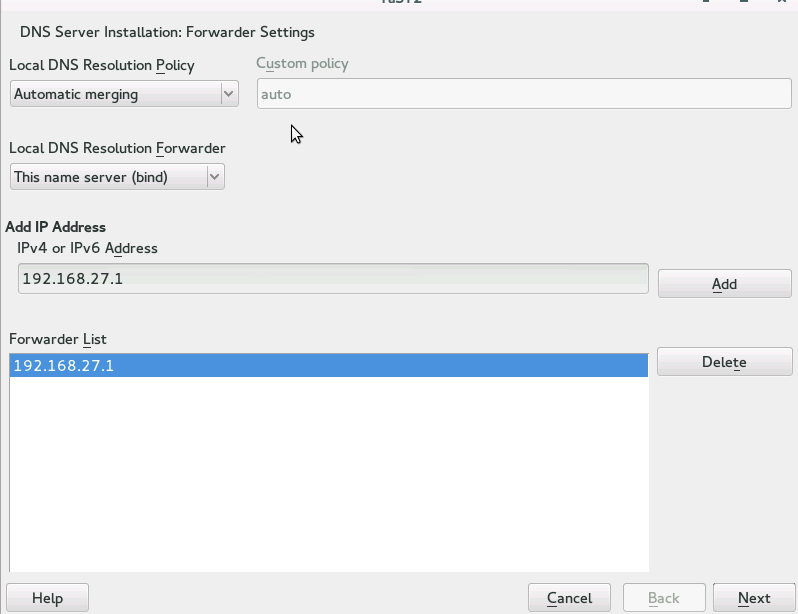 YaST2
DNS Server Installation: Forwarder Settings
Local DNS Resolution Policy
Custom policy
Automatic merging
auto
Local DNS Resolution Forwarder
This name server (bind)
Add IP Address
IPv4 or IPv6 Address
192.168.27.1
Add
Forwarder List
192.168.27.1
Delete
Help
Cancel
Back
Next